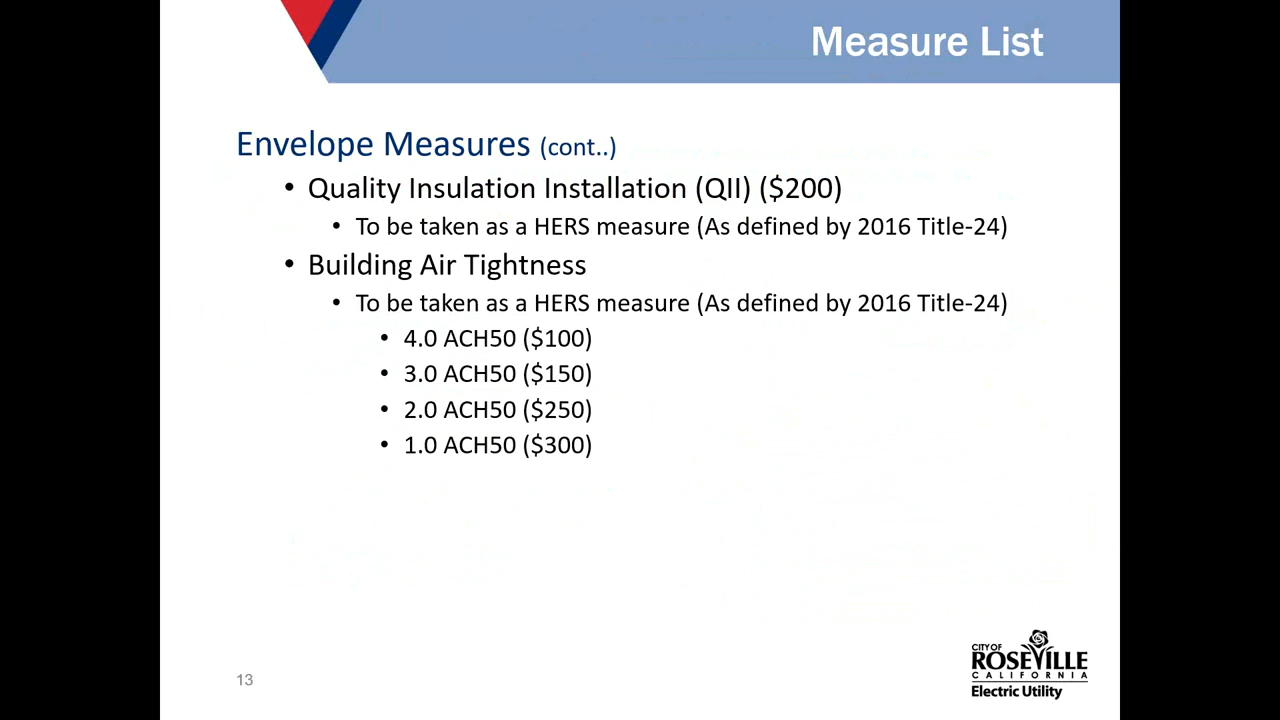 Measure List
Envelope Measures (cont..)
• Quality Insulation Installation (QII) ($200)
• To be taken as a HERS measure (As defined by 2016 Title-24)
• Building Air Tightness
• To be taken as a HERS measure (As defined by 2016 Title-24)
• 4.0 ACH50 ($100)
• 3.0 ACH50 ($150)
• 2.0 ACH50 ($250)
• 1.0 ACH50 ($300)
13
CITY OF
ROSEVILLE
CALIFORNIA
Electric Utility